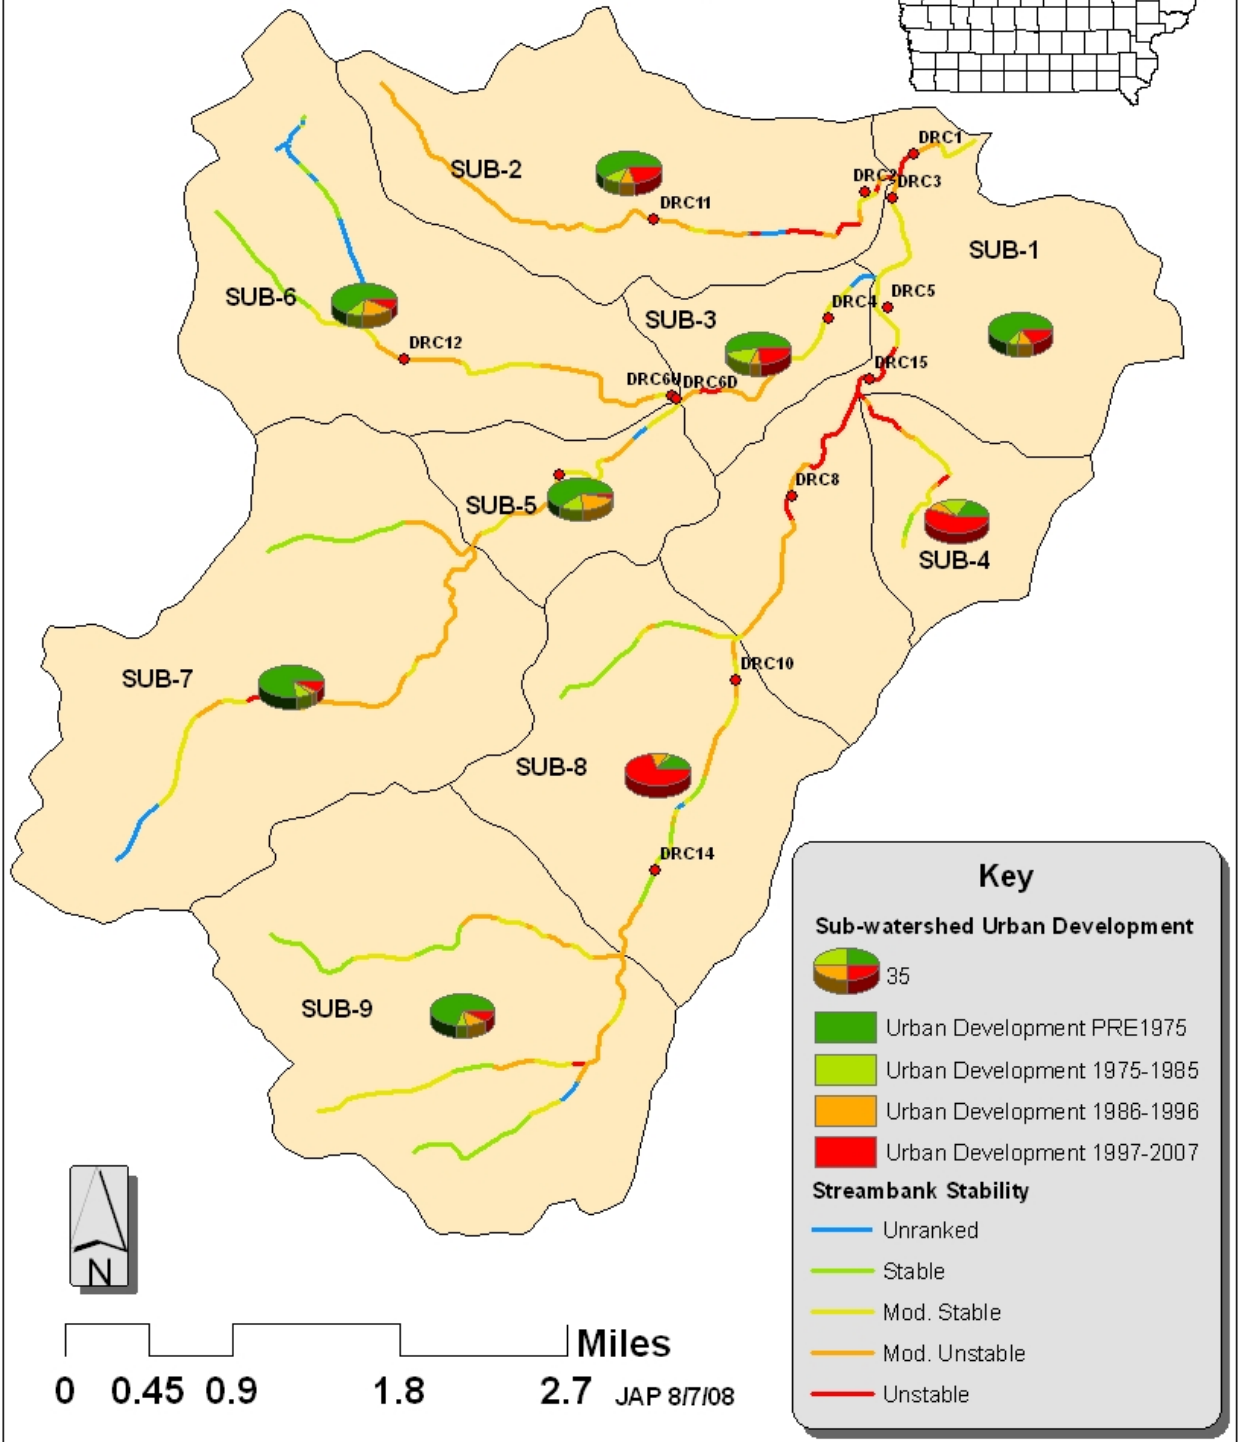 DRC1
SUB-2
DRC2
DRC3
DRC11
SUB-1
SUB-6
DRC5
DRC4
SUB-3
DRC12
DRC15
DRC6U
DRC6D
DRC8
SUB-5
SUB-4
DRC10
SUB-7
SUB-8
DRC14
SUB-9
Key
Sub-watershed Urban Development
35
Urban Development PRE1975
Urban Development 1975-1985
Urban Development 1986-1996
Urban Development 1997-2007
Streambank Stability
Unranked
Stable
Mod. Stable
Mod. Unstable
Unstable
N
Miles
0 0.45 0.9 1.8 2.7 JAP 8/7/08